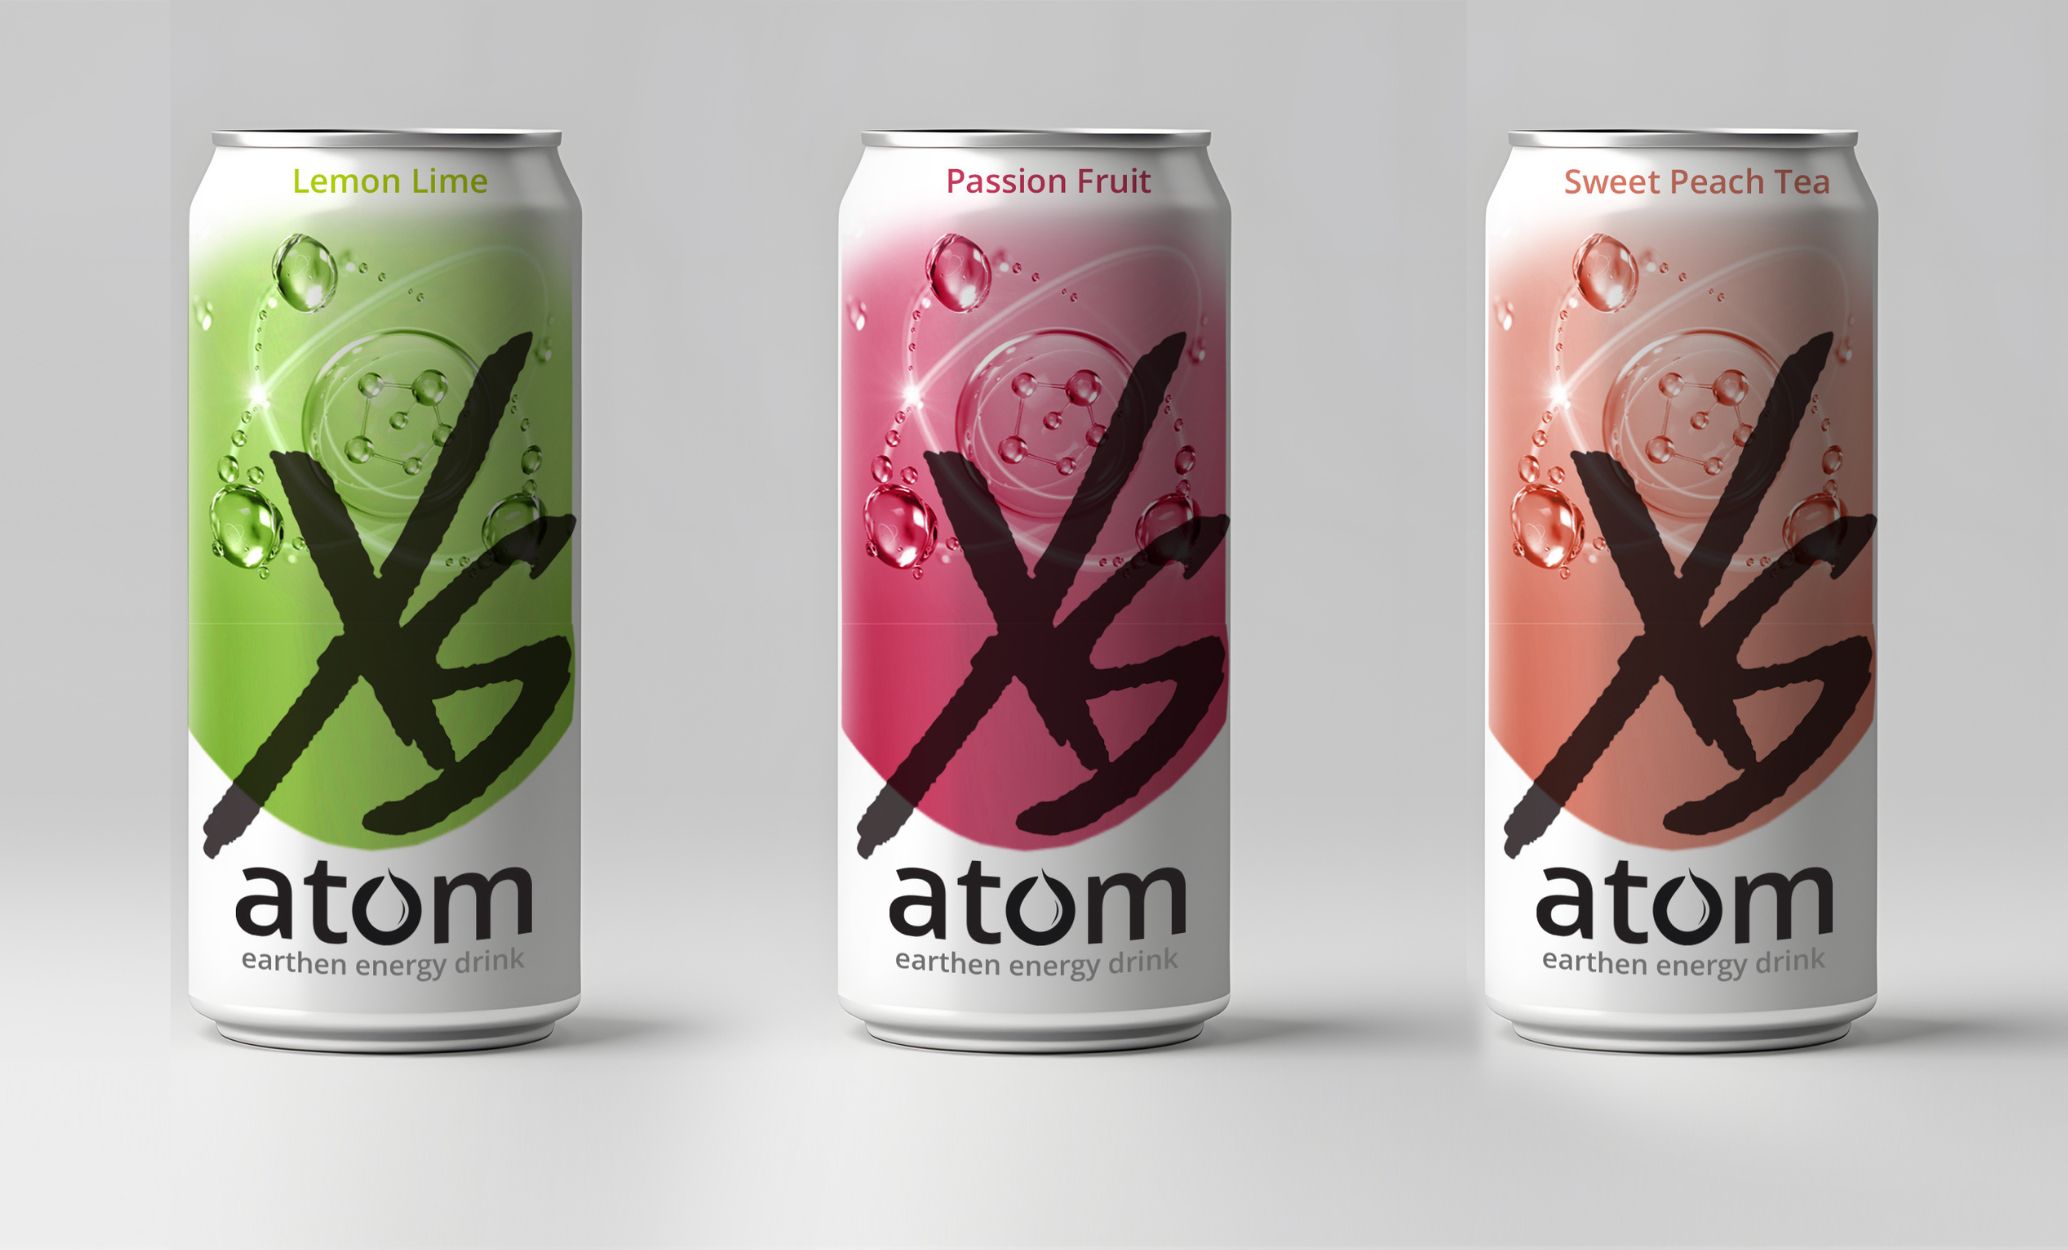 Lemon Lime
XS
atom
earthen energy drink
Passion Fruit
XS
atom
earthen energy drink
Sweet Peach Tea
XS
atom
earthen energy drink